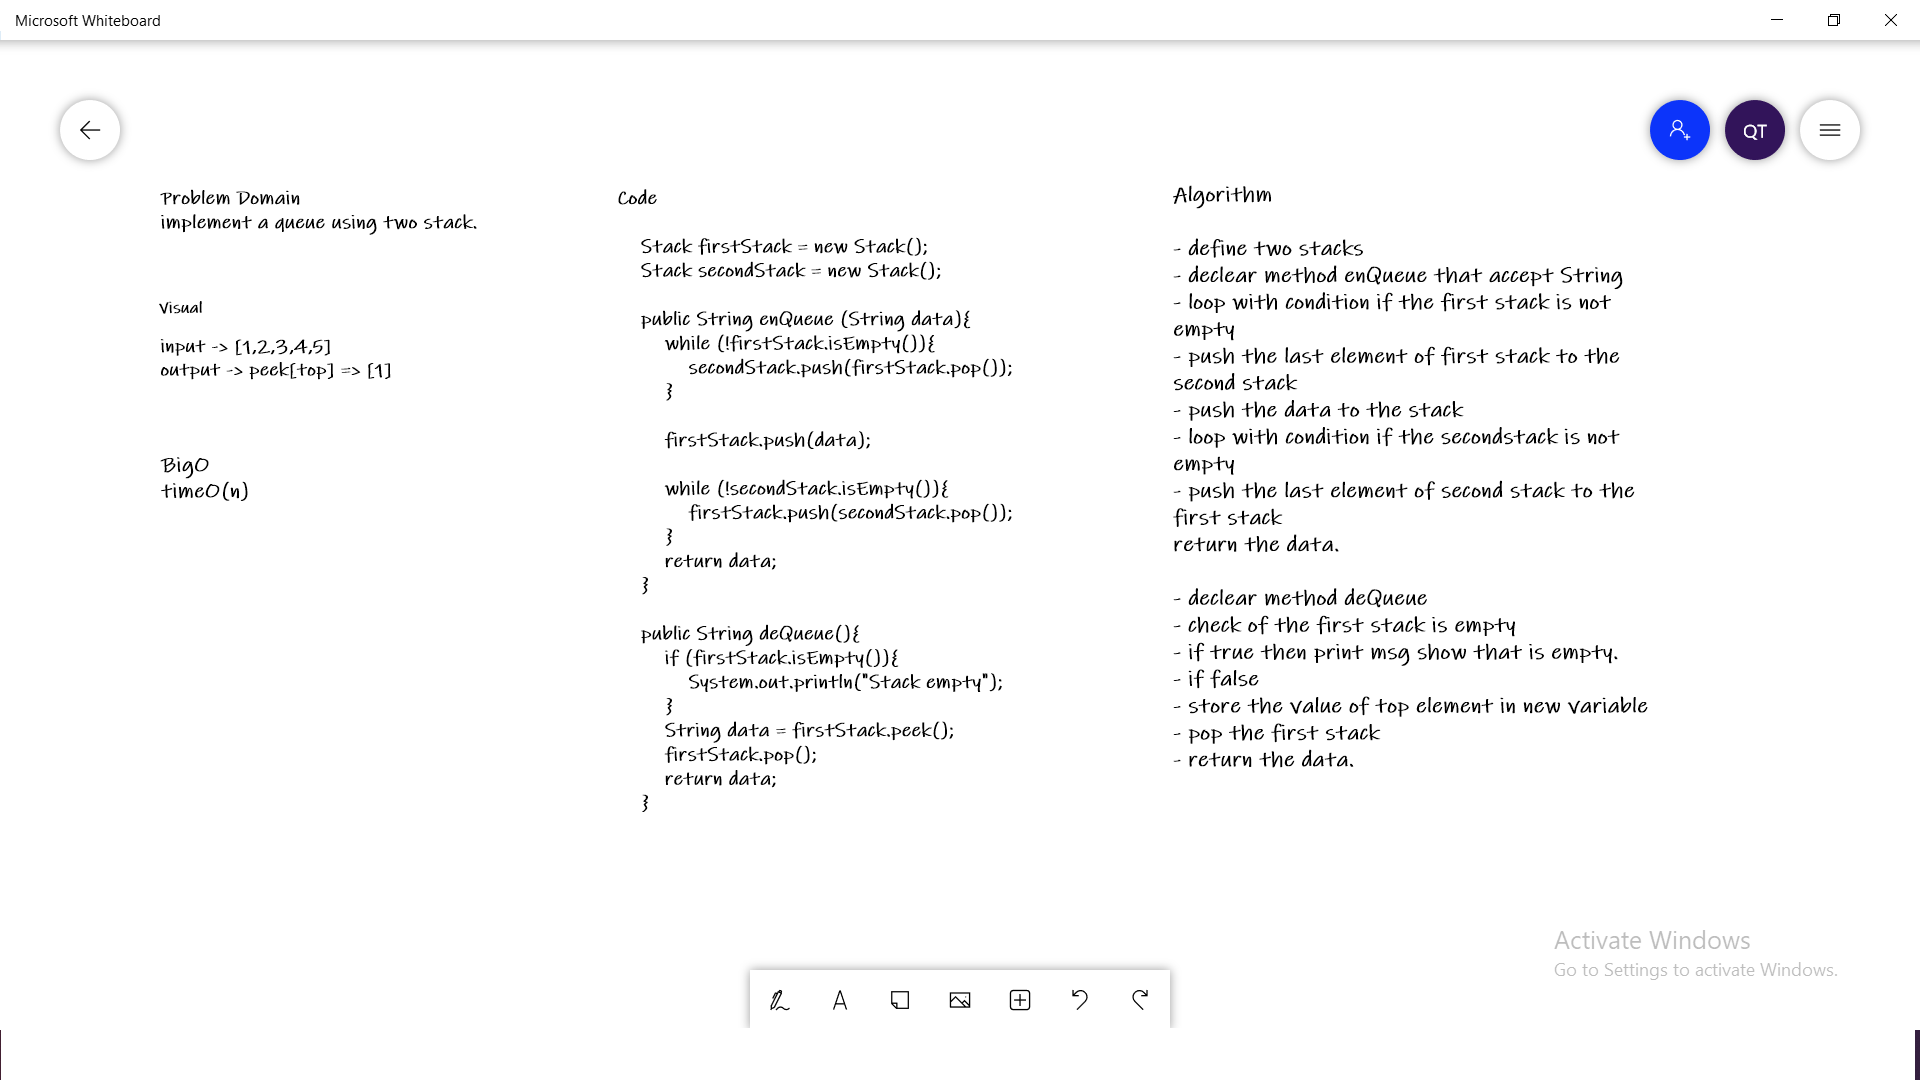 Microsoft Whiteboard
QT
Problem Domain
implement a queue using two stack.
Visual
input -> [1,2,3,4,5]
output -> peek[top] => [1]
BigO
timeO(n)
Code
Stack firstStack = new Stack();
Stack secondStack = new Stack();
public String enQueue (String data){
while (!firstStack.isEmpty()){
secondStack.push(firstStack.pop());
}
firstStack.push(data);
while (!secondStack.isEmpty()){
firstStack.push(secondStack.pop());
}
return data;
}
public String deQueue(){
if (firstStack.isEmpty()){
System.out.println("Stack empty");
}
String data = firstStack.peek();
firstStack.pop();
return data;
}
Algorithm
- define two stacks
- declear method enQueue that accept String
- loop with condition if the first stack is not
empty
- push the last element of first stack to the
second stack
- push the data to the stack
- loop with condition if the secondstack is not
empty
- push the last element of second stack to the
first stack
return the data.
- declear method deQueue
- check of the first stack is empty
- if true then print msg show that is empty.
- if false
- store the value of top element in new variable
- pop the first stack
- return the data.
Activate Windows
Go to Settings to activate Windows.